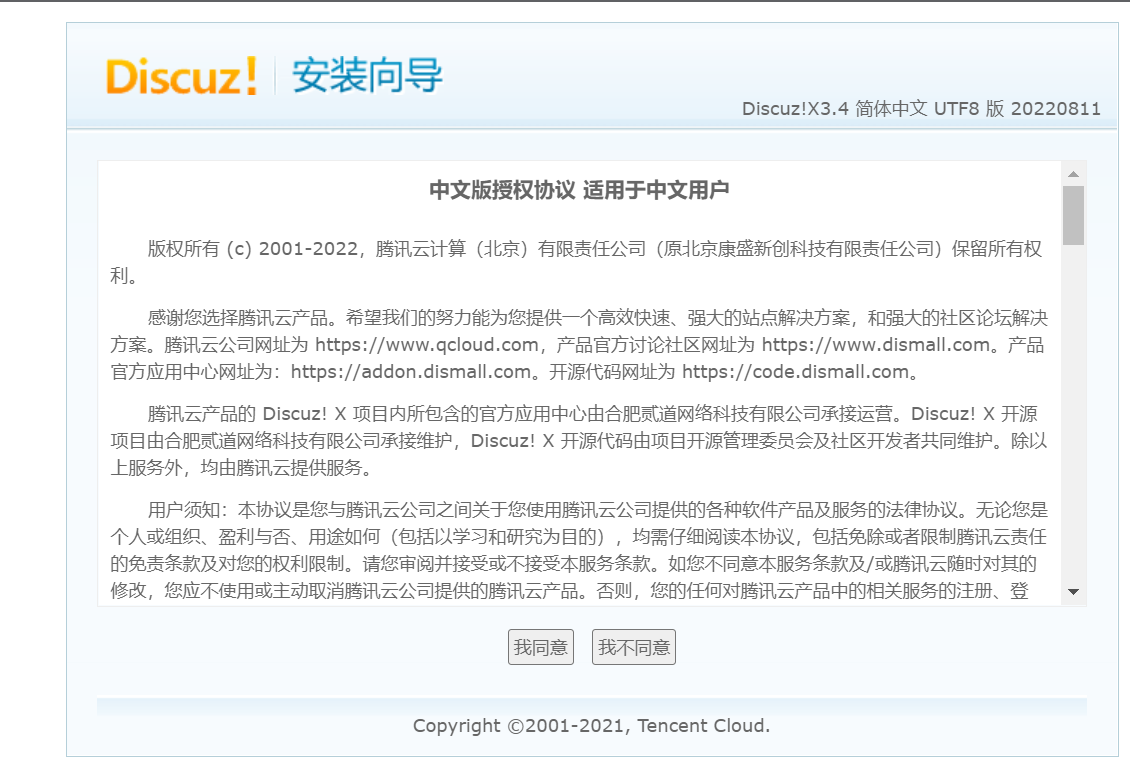 Discuz! 安装向导
Discuz!X3.4 简体中文 UTF8 版 20220811
中文版授权协议 适用于中文用户
版权所有 (c) 2001-2022，腾讯云计算（北京）有限责任公司（原北京康盛新创科技有限责任公司）保留所有权
利。
感谢您选择腾讯云产品。希望我们的努力能为您提供一个高效快速、强大的站点解决方案，和强大的社区论坛解决
方案。腾讯云公司网址为 https://www.qcloud.com，产品官方讨论社区网址为 https://www.dismall.com。产品
官方应用中心网址为：https://addon.dismall.com。开源代码网址为 https://code.dismall.com。
腾讯云产品的 Discuz! X 项目内所包含的官方应用中心由合肥贰道网络科技有限公司承接运营。Discuz! X 开源
项目由合肥贰道网络科技有限公司承接维护，Discuz! X 开源代码由项目开源管理委员会及社区开发者共同维护。除以
上服务外，均由腾讯云提供服务。
用户须知：本协议是您与腾讯云公司之间关于您使用腾讯云公司提供的各种软件产品及服务的法律协议。无论您是
个人或组织、盈利与否、用途如何（包括以学习和研究为目的），均需仔细阅读本协议，包括免除或者限制腾讯云责任
的免责条款及对您的权利限制。请您审阅并接受或不接受本服务条款。如您不同意本服务条款及/或腾讯云随时对其的
修改，您应不使用或主动取消腾讯云公司提供的腾讯云产品。否则，您的任何对腾讯云产品中的相关服务的注册、登
我同意 我不同意
Copyright ©2001-2021, Tencent Cloud.